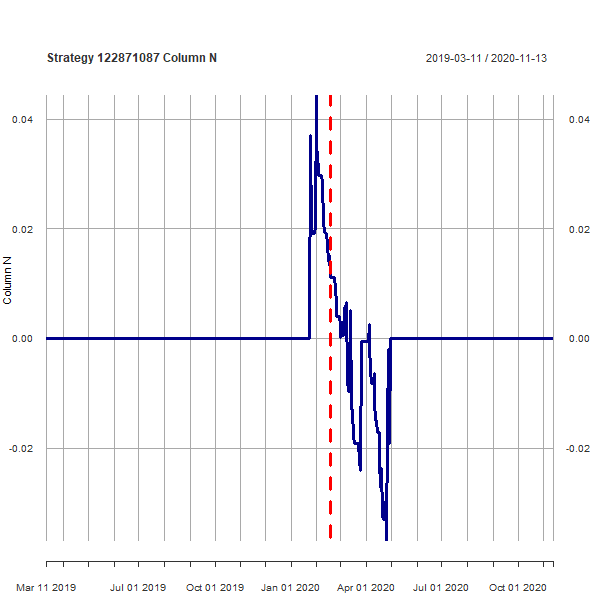 Strategy 122871087 Column N
2019-03-11 / 2020-11-13
0.04 0.04
0.02 0.02
Column N
0.00 0.00
-0.02 -0.02
Mar 11 2019 Jul 01 2019 Oct 01 2019 Jan 01 2020 Apr 01 2020 Jul 01 2020 Oct 01 2020